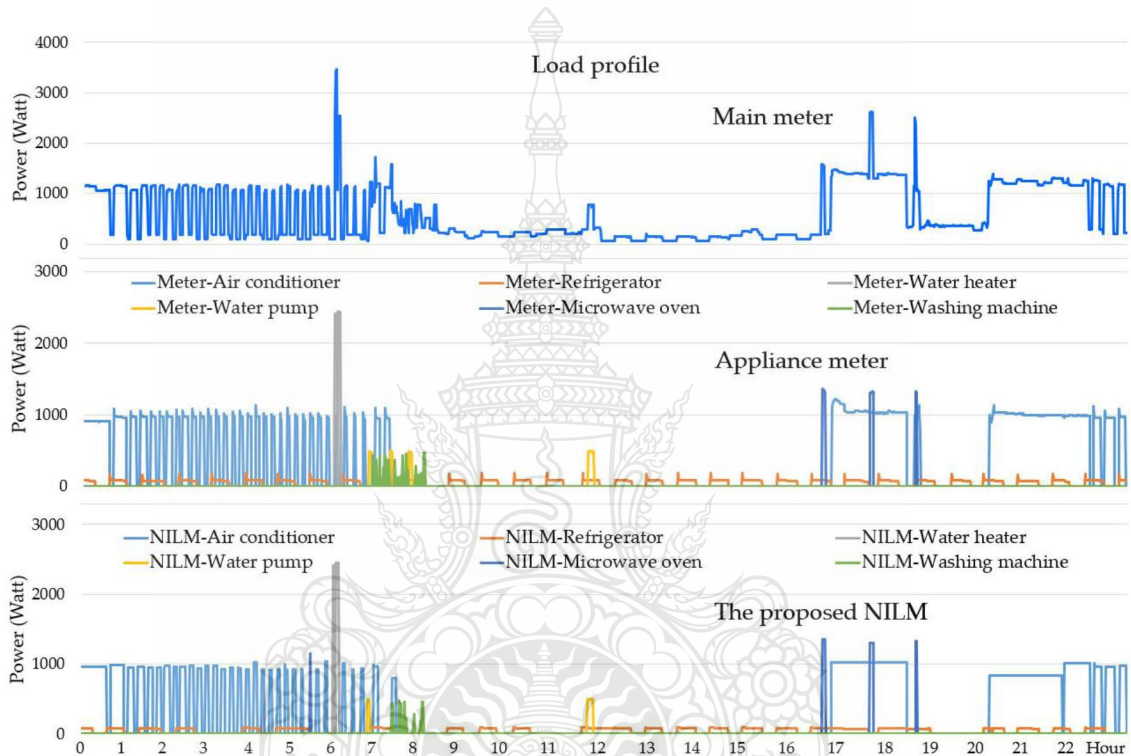 4000
Load profile
3000
Main meter
2000
1000
0
Power (Watt)
3000
Meter-Air conditioner Meter-Refrigerator Meter-Water heater
Meter-Water pump Meter-Microwave oven Meter-Washing machine
2000
Appliance meter
1000
0
Power (Watt)
3000
NILM-Air conditioner NILM-Refrigerator NILM-Water heater
NILM-Water pump NILM-Microwave oven NILM-Washing machine
2000
The proposed NILM
1000
0
Power (Watt)
0 1 2 3 4 5 6 7 8 9 10 11 12 13 14 15 16 17 18 19 20 21 22 Hour